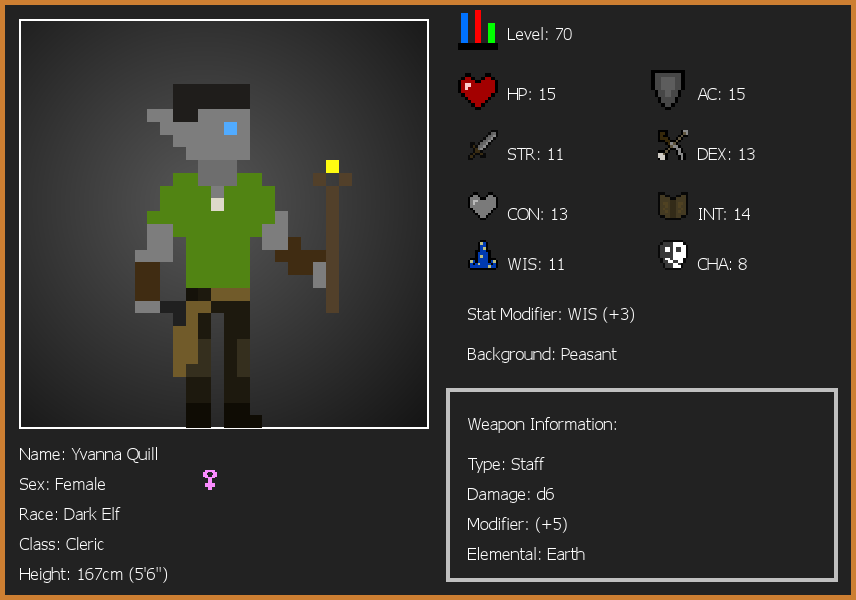 Level: 70
HP: 15
AC: 15
STR: 11
DEX: 13
CON: 13
INT: 14
WIS: 11
CHA: 8
Stat Modifier: WIS (+3)
Background: Peasant
Weapon Information:
Type: Staff
Damage: d6
Modifier: (+5)
Elemental: Earth
Name: Yvanna Quill
Sex: Female
Race: Dark Elf
Class: Cleric
Height: 167cm (5'6")